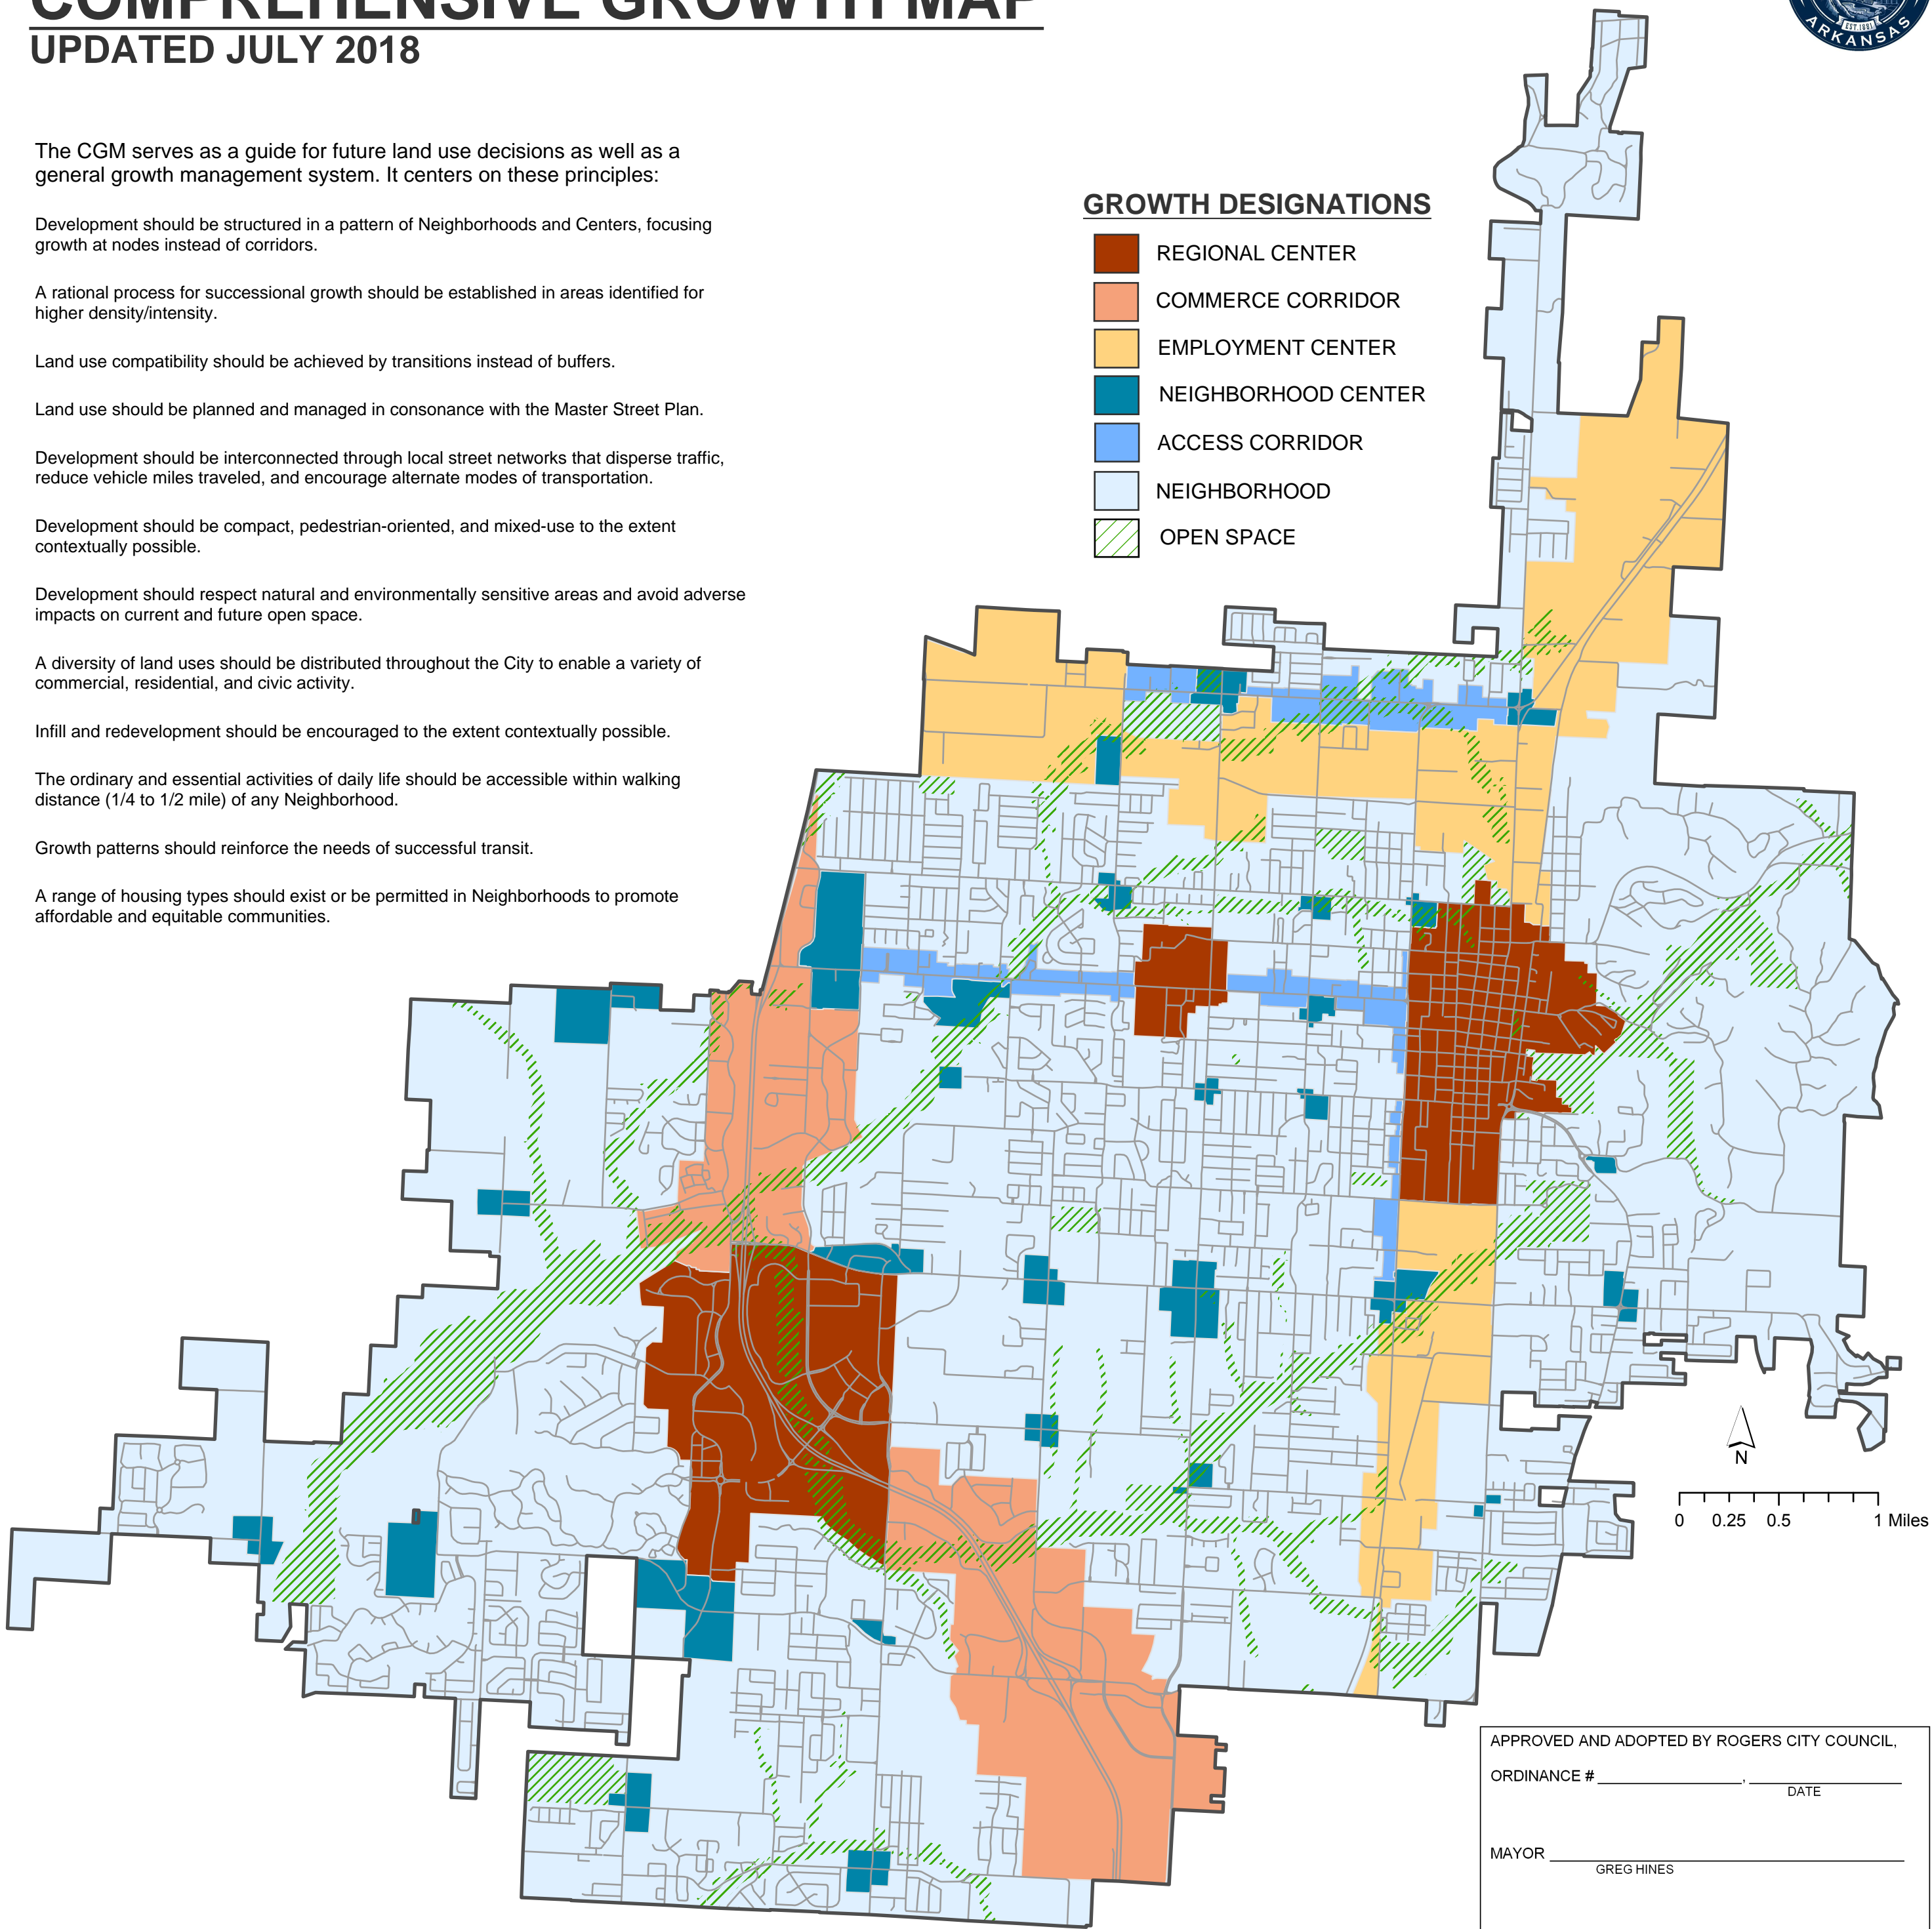 COMPREHENSIVE GROWTH MAP
UPDATED JULY 2018
EST.1881
ARKANSAS
The CGM serves as a guide for future land use decisions as well as a
general growth management system. It centers on these principles:
Development should be structured in a pattern of Neighborhoods and Centers, focusing
growth at nodes instead of corridors.
A rational process for successional growth should be established in areas identified for
higher density/intensity.
Land use compatibility should be achieved by transitions instead of buffers.
Land use should be planned and managed in consonance with the Master Street Plan.
Development should be interconnected through local street networks that disperse traffic,
reduce vehicle miles traveled, and encourage alternate modes of transportation.
Development should be compact, pedestrian-oriented, and mixed-use to the extent
contextually possible.
Development should respect natural and environmentally sensitive areas and avoid adverse
impacts on current and future open space.
A diversity of land uses should be distributed throughout the City to enable a variety of
commercial, residential, and civic activity.
Infill and redevelopment should be encouraged to the extent contextually possible.
The ordinary and essential activities of daily life should be accessible within walking
distance (1/4 to 1/2 mile) of any Neighborhood.
Growth patterns should reinforce the needs of successful transit.
A range of housing types should exist or be permitted in Neighborhoods to promote
affordable and equitable communities.
GROWTH DESIGNATIONS
REGIONAL CENTER
COMMERCE CORRIDOR
EMPLOYMENT CENTER
NEIGHBORHOOD CENTER
ACCESS CORRIDOR
NEIGHBORHOOD
OPEN SPACE
N
0 0.25 0.5 1 Miles
APPROVED AND ADOPTED BY ROGERS CITY COUNCIL,
ORDINANCE # ____________, ____________
DATE
MAYOR ____________
GREG HINES